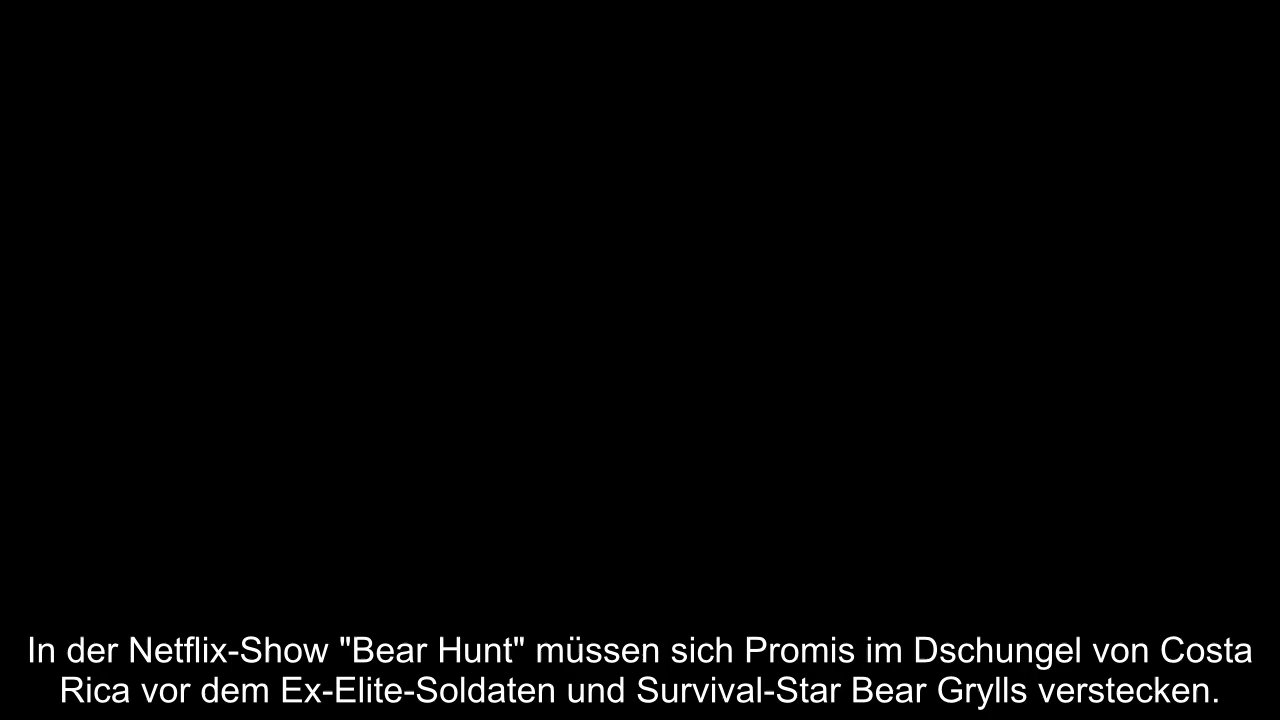 In der Netflix-Show "Bear Hunt" müssen sich Promis im Dschungel von Costa
Rica vor dem Ex-Elite-Soldaten und Survival-Star Bear Grylls verstecken.